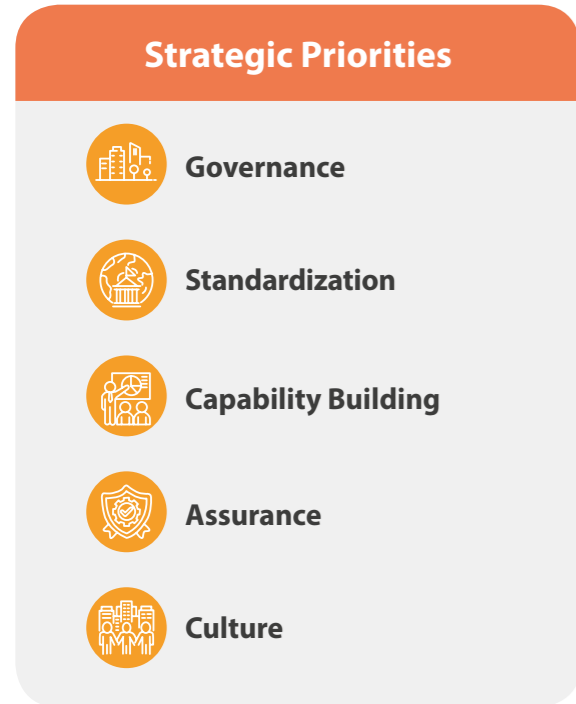 Strategic Priorities
Governance
Standardization
Capability Building
Assurance
Culture